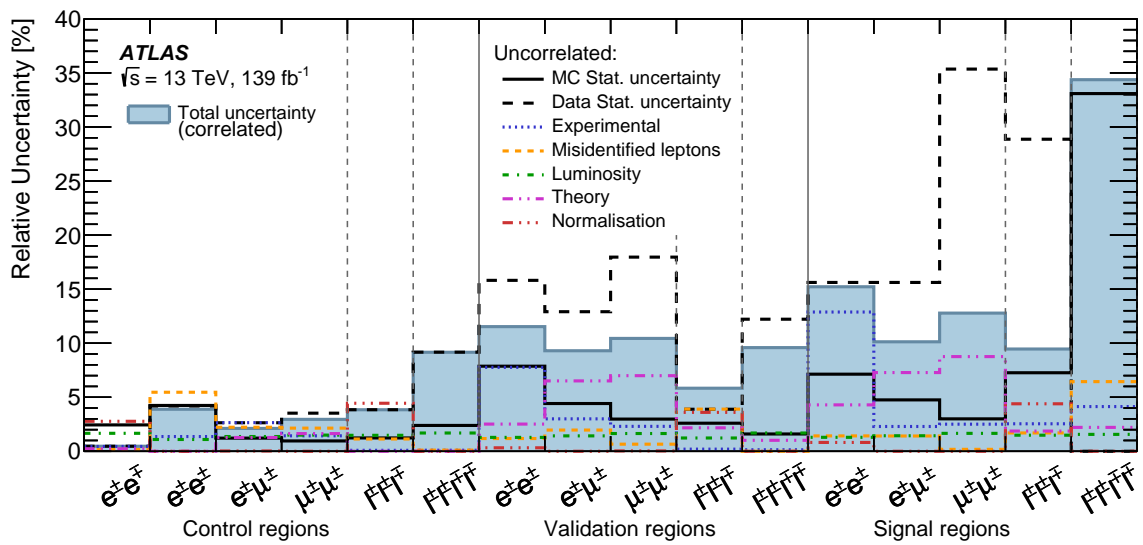 Relative Uncertainty [%]
40
35
30
25
20
15
10
5
0
ATLAS
√s = 13 TeV, 139 fb⁻¹
Total uncertainty
(correlated)
Uncorrelated:
MC Stat. uncertainty
Data Stat. uncertainty
Experimental
Misidentified leptons
Luminosity
Theory
Normalisation
e±e∓ e±e± e±μ± μ±μ± l±l±l∓ l±l±l∓l∓ e±e± e±μ± μ±μ± l±l±l∓ l±l±l∓l∓ e±e± e±μ± μ±μ± l±l±l∓ l±l±l∓l∓
Control regions Validation regions Signal regions